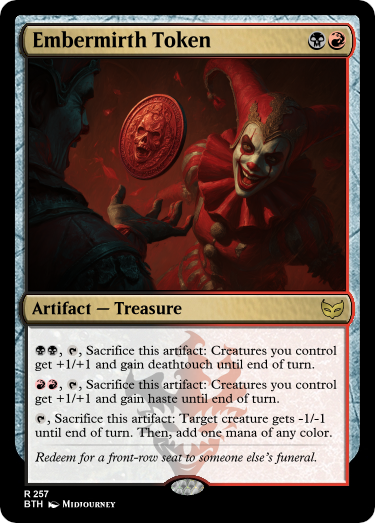 Embermirth Token
Artifact — Treasure
, , Sacrifice this artifact: Creatures you control
get +1/+1 and gain deathtouch until end of turn.
, , Sacrifice this artifact: Creatures you control
get +1/+1 and gain haste until end of turn.
, Sacrifice this artifact: Target creature gets -1/-1
until end of turn. Then, add one mana of any color.
Redeem for a front-row seat to someone else's funeral.
R 257
BTH Midjourney